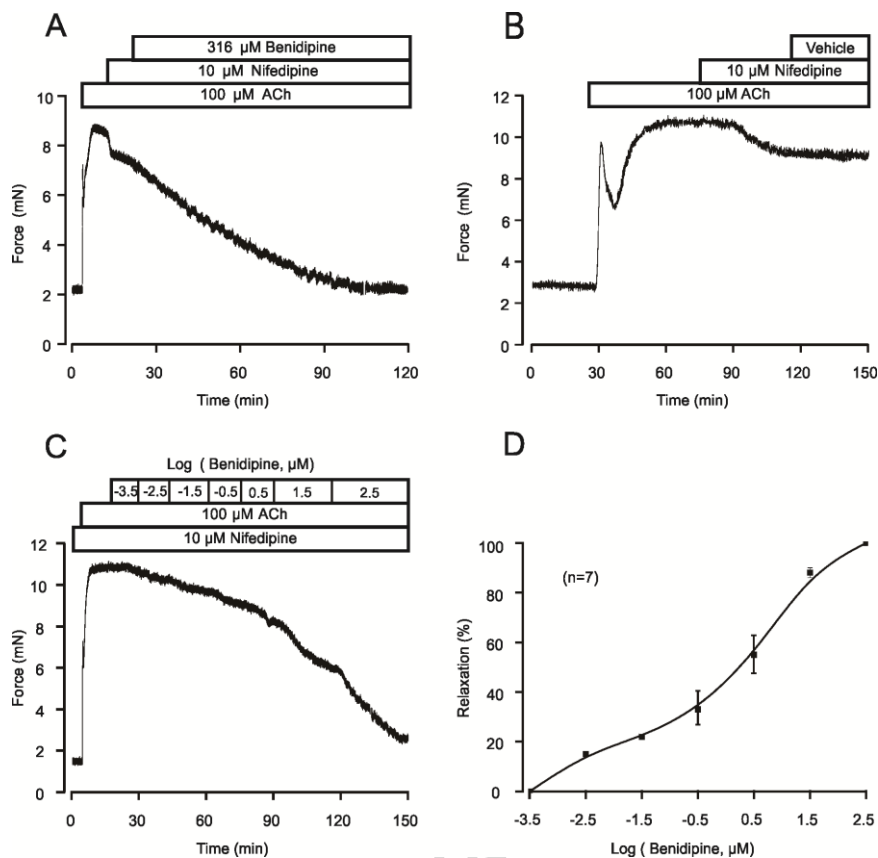 A
316 µM Benidipine
10 µM Nifedipine
100 µM ACh
10
8
6
4
2
0
Force (mN)
0 30 60 90 120
Time (min)
B
Vehicle
10 µM Nifedipine
100 µM ACh
12
10
8
6
4
2
0
Force (mN)
0 30 60 90 120 150
Time (min)
C
Log ( Benidipine, µM)
-3.5 -2.5 -1.5 -0.5 0.5 1.5 2.5
100 µM ACh
10 µM Nifedipine
12
10
8
6
4
2
0
Force (mN)
0 30 60 90 120 150
Time (min)
D
(n=7)
100
80
60
40
20
0
Relaxation (%)
-3.5 -2.5 -1.5 -0.5 0.5 1.5 2.5
Log ( Benidipine, µM)